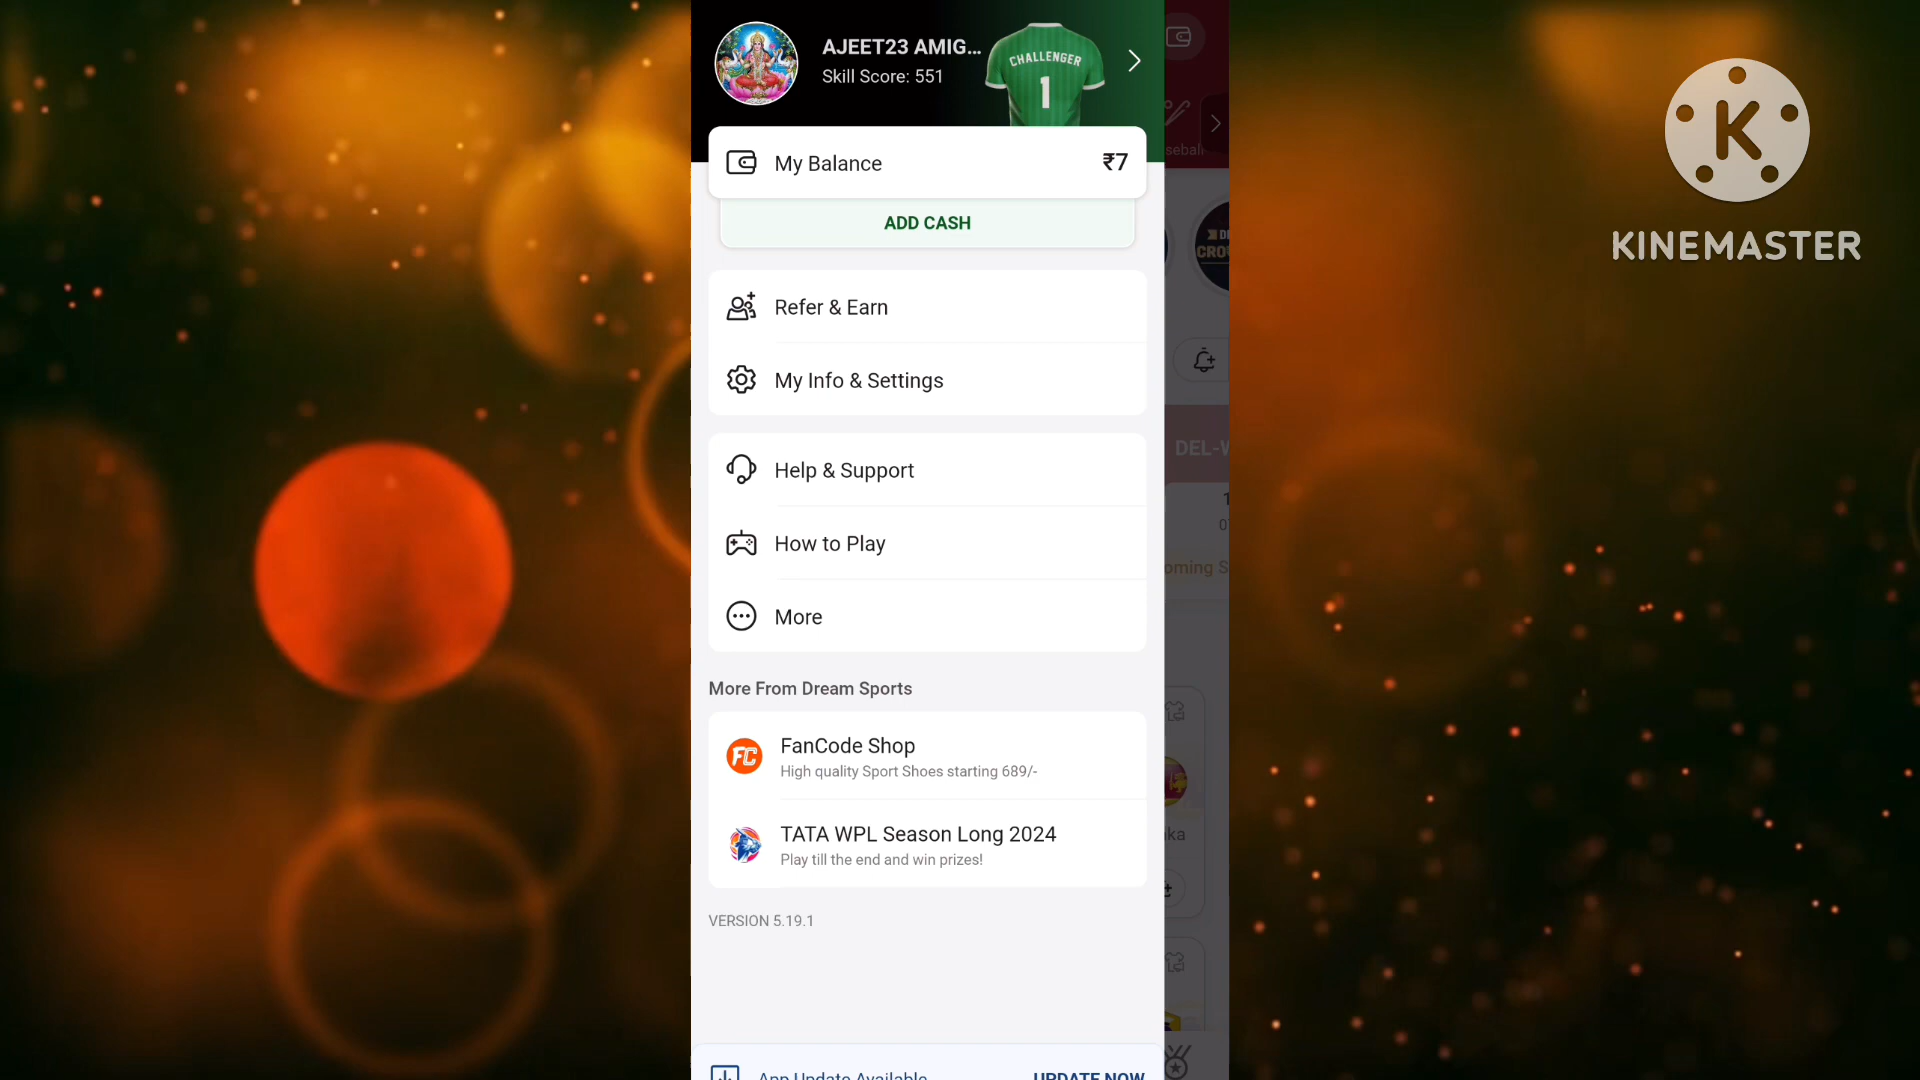 AJEET23 AMIG...
Skill Score: 551
CHALLENGER
1
My Balance
₹7
ADD CASH
Refer & Earn
My Info & Settings
Help & Support
How to Play
More
More From Dream Sports
FC
FanCode Shop
High quality Sport Shoes starting 689/-
TATA WPL Season Long 2024
Play till the end and win prizes!
VERSION 5.19.1
App Update Available
UPDATE NOW
DEL-W
K
KINEMASTER